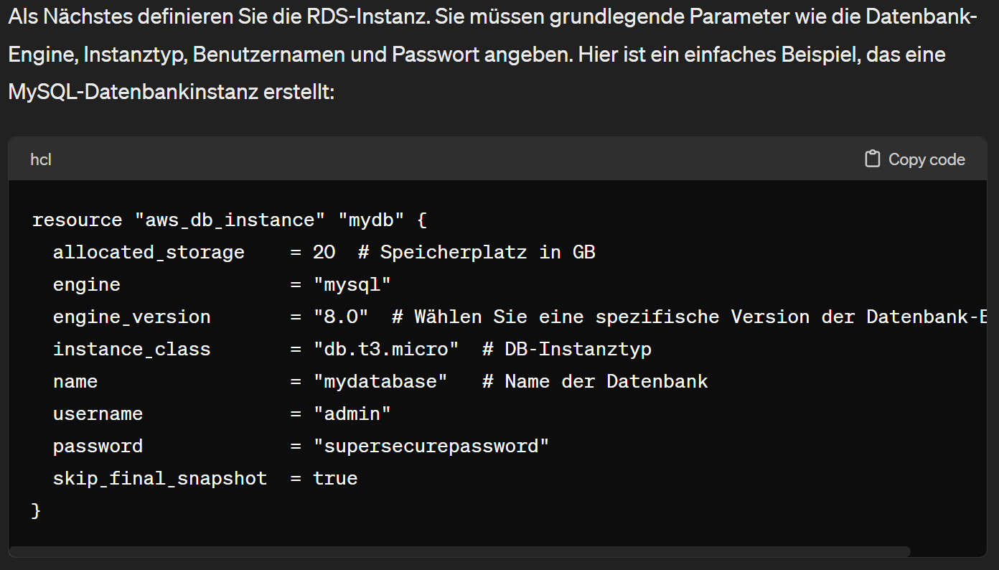 Als Nächstes definieren Sie die RDS-Instanz. Sie müssen grundlegende Parameter wie die Datenbank-
Engine, Instanztyp, Benutzernamen und Passwort angeben. Hier ist ein einfaches Beispiel, das eine
MySQL-Datenbankinstanz erstellt:
hcl Copy code
resource "aws_db_instance" "mydb" {
  allocated_storage    = 20  # Speicherplatz in GB
  engine               = "mysql"
  engine_version       = "8.0"  # Wählen Sie eine spezifische Version der Datenbank-E
  instance_class       = "db.t3.micro"  # DB-Instanztyp
  name                 = "mydatabase"   # Name der Datenbank
  username             = "admin"
  password             = "supersecurepassword"
  skip_final_snapshot  = true
}